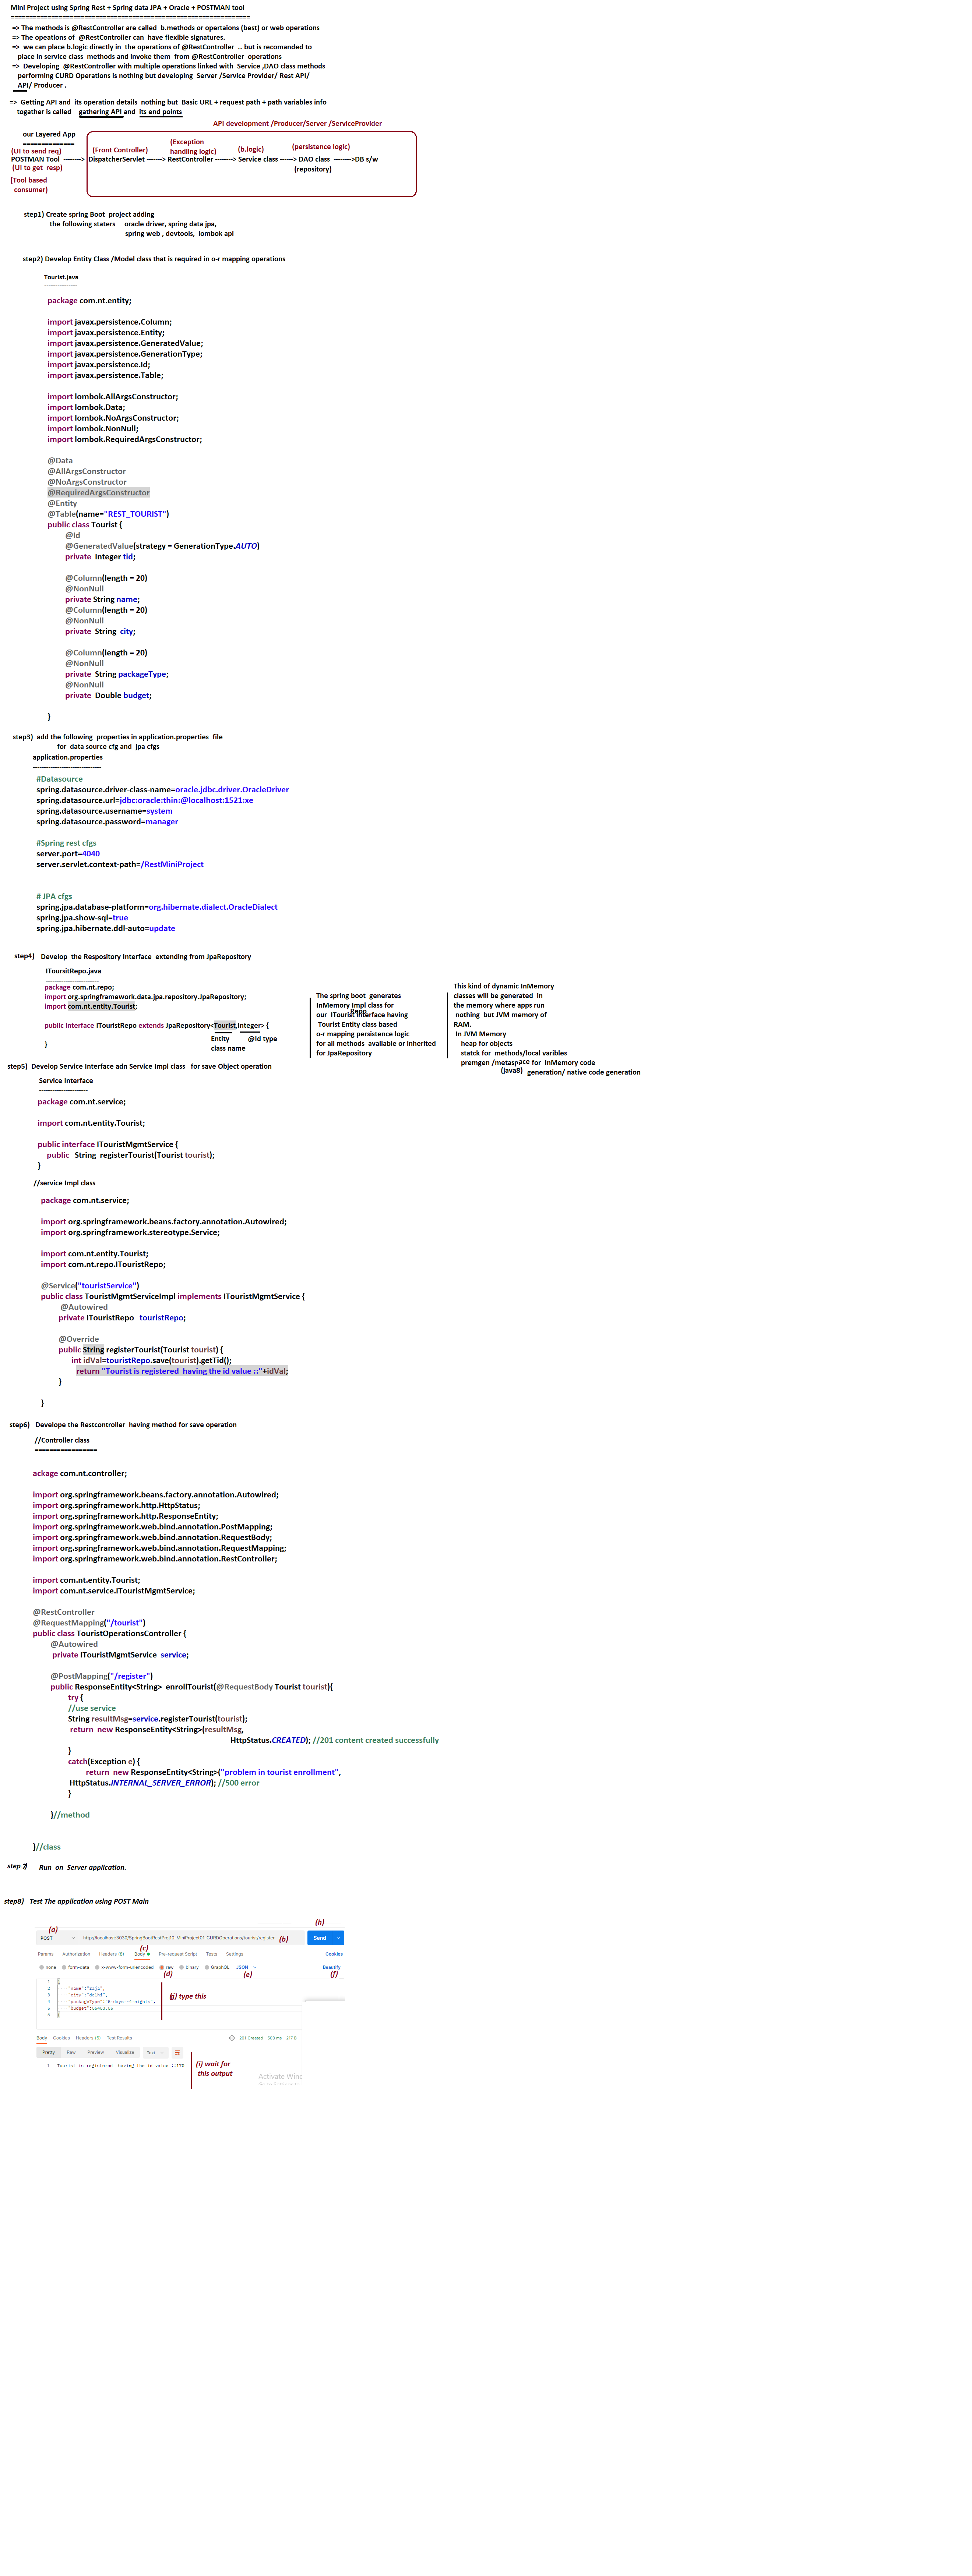 Mini Project using Spring Rest + Spring data JPA + Oracle + POSTMAN tool
==================================================================
=> The methods is @RestController are called  b.methods or opertaions (best) or web operations
=> The opeations of  @RestController can  have flexible signatures.
=>  we can place b.logic directly in  the operations of @RestController  .. but is recomanded to
place in service class  methods and invoke them  from @RestController  operations
=>  Developing  @RestController with multiple operations linked with  Service ,DAO class methods
performing CURD Operations is nothing but developing  Server /Service Provider/ Rest API/
API/ Producer .
=>  Getting API and  its operation details  nothing but  Basic URL + request path + path variables info
togather is called    gathering API and  its end points
API development /Producer/Server /ServiceProvider
our Layered App
==============
(UI to send req)
(Front Controller)
(Exception
handling logic)
(b.logic)
(persistence logic)
POSTMAN Tool  --------> DispatcherServlet -------> RestController -------> Service class ------> DAO class  -------->DB s/w
(UI to get  resp)
(repository)
[Tool based
consumer)
step1) Create spring Boot  project adding
the following staters     oracle driver, spring data jpa,
spring web , devtools,  lombok api
step2) Develop Entity Class /Model class that is required in o-r mapping operations
Tourist.java
---------------
package com.nt.entity;
import javax.persistence.Column;
import javax.persistence.Entity;
import javax.persistence.GeneratedValue;
import javax.persistence.GenerationType;
import javax.persistence.Id;
import javax.persistence.Table;
import lombok.AllArgsConstructor;
import lombok.Data;
import lombok.NoArgsConstructor;
import lombok.NonNull;
import lombok.RequiredArgsConstructor;
@Data
@AllArgsConstructor
@NoArgsConstructor
@RequiredArgsConstructor
@Entity
@Table(name="REST_TOURIST")
public class Tourist {
@Id
@GeneratedValue(strategy = GenerationType.AUTO)
private  Integer tid;
@Column(length = 20)
@NonNull
private String name;
@Column(length = 20)
@NonNull
private  String  city;
@Column(length = 20)
@NonNull
private  String packageType;
@NonNull
private  Double budget;
}
step3)  add the following  properties in application.properties  file
for  data source cfg and  jpa cfgs
application.properties
-------------------------------
#Datasource
spring.datasource.driver-class-name=oracle.jdbc.driver.OracleDriver
spring.datasource.url=jdbc:oracle:thin:@localhost:1521:xe
spring.datasource.username=system
spring.datasource.password=manager
#Spring rest cfgs
server.port=4040
server.servlet.context-path=/RestMiniProject
# JPA cfgs
spring.jpa.database-platform=org.hibernate.dialect.OracleDialect
spring.jpa.show-sql=true
spring.jpa.hibernate.ddl-auto=update
step4)   Develop  the Respository Interface  extending from JpaRepository
IToursitRepo.java
------------------------
package com.nt.repo;
import org.springframework.data.jpa.repository.JpaRepository;
import com.nt.entity.Tourist;
public interface ITouristRepo extends JpaRepository<Tourist,Integer> {
Entity          @Id type
class name
}
The sprng boot  generates
InMemory Impl class for
Repo
our  ITourist Interface having
Tourist Entity class based
o-r mapping persistence logic
for all methods  available or inherited
for JpaRepository
This kind of dynamic InMemory
classes will be generated  in
the memory where apps run
nothing  but JVM memory of
RAM.
In JVM Memory
heap for objects
statck for  methods/local varibles
premgen /metaspace for  InMemory code
(java8)  generation/ native code generation
step5)  Develop Service Interface adn Service Impl class   for save Object operation
Service Interface
----------------------
package com.nt.service;
import com.nt.entity.Tourist;
public interface ITouristMgmtService {
public   String  registerTourist(Tourist tourist);
}
//service Impl class
package com.nt.service;
import org.springframework.beans.factory.annotation.Autowired;
import org.springframework.stereotype.Service;
import com.nt.entity.Tourist;
import com.nt.repo.ITouristRepo;
@Service("touristService")
public class TouristMgmtServiceImpl implements ITouristMgmtService {
@Autowired
private ITouristRepo   touristRepo;
@Override
public String registerTourist(Tourist tourist) {
int idVal=touristRepo.save(tourist).getTid();
return "Tourist is registered  having the id value ::"+idVal;
}
}
step6)   Develope the Restcontroller  having method for save operation
//Controller class
=================
ackage com.nt.controller;
import org.springframework.beans.factory.annotation.Autowired;
import org.springframework.http.HttpStatus;
import org.springframework.http.ResponseEntity;
import org.springframework.web.bind.annotation.PostMapping;
import org.springframework.web.bind.annotation.RequestBody;
import org.springframework.web.bind.annotation.RequestMapping;
import org.springframework.web.bind.annotation.RestController;
import com.nt.entity.Tourist;
import com.nt.service.ITouristMgmtService;
@RestController
@RequestMapping("/tourist")
public class TouristOperationsController {
@Autowired
private ITouristMgmtService  service;
@PostMapping("/register")
public ResponseEntity<String>  enrollTourist(@RequestBody Tourist tourist){
try {
//use service
String resultMsg=service.registerTourist(tourist);
return  new ResponseEntity<String>(resultMsg,
HttpStatus.CREATED); //201 content created successfully
}
catch(Exception e) {
return  new ResponseEntity<String>("problem in tourist enrollment",
HttpStatus.INTERNAL_SERVER_ERROR); //500 error
}
}//method
}//class
step 7)      Run  on  Server application.
step8)   Test The application using POST Main
(h)
(a)
POST   http://localhost:3030/SpringBootRestProj10-MiniProject01-CURDOperations/tourist/register   (b)   Send
(c)
Params   Authorization   Headers (8)   Body   Pre-request Script   Tests   Settings   Cookies
none   form-data   x-www-form-urlencoded   raw   binary   GraphQL   JSON   Beautify
(d)   (e)   (f)
1   {
2   "name":"raja",
3   "city":"delhi",
4   "packageType":"5 days -4 nights",
5   "budget":56463.56
6   }
g) type this
Body   Cookies   Headers (5)   Test Results   201 Created   503 ms   217 B
Pretty   Raw   Preview   Visualize   Text
1   Tourist is registered  having the id value ::178
(i) wait for
this output
Activate Winc